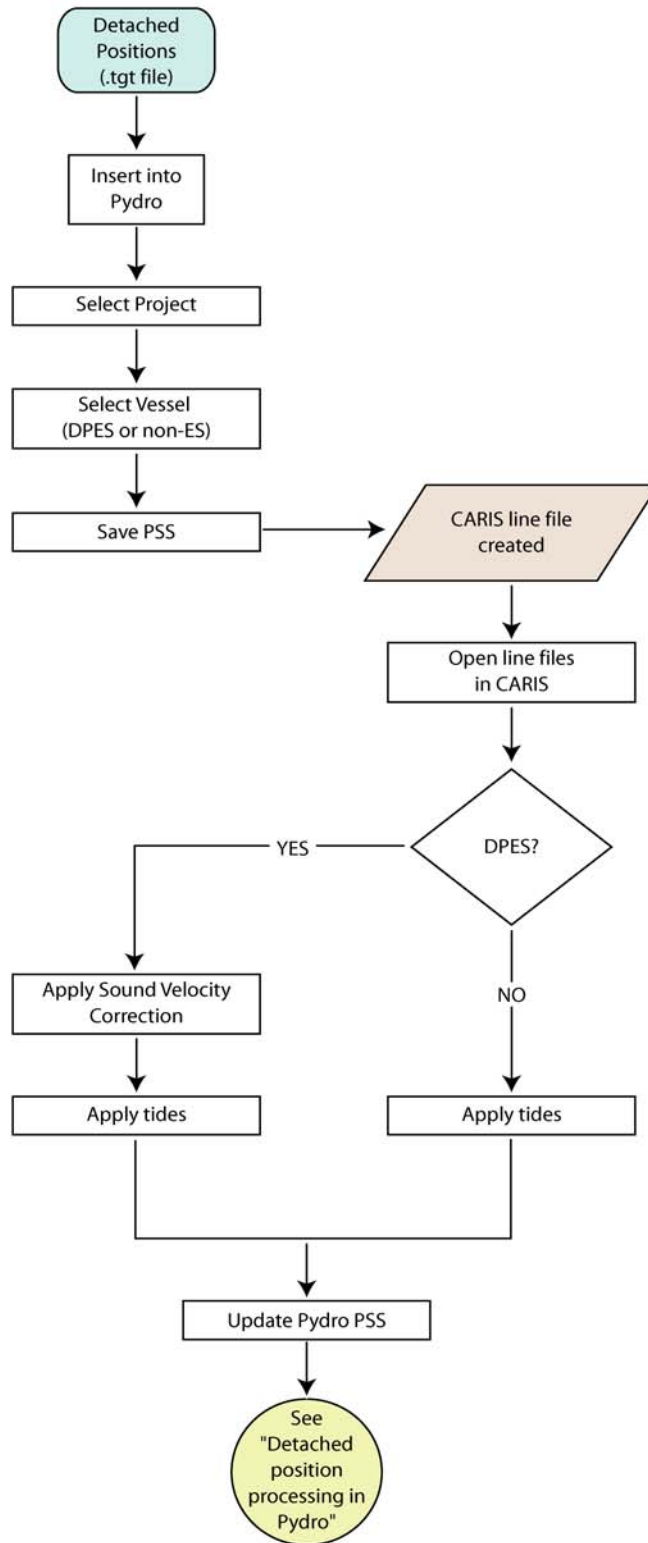 Detached
Positions
(.tgt file)
Insert into
Pydro
Select Project
Select Vessel
(DPES or non-ES)
Save PSS
CARIS line file
created
Open line files
in CARIS
DPES?
YES
NO
Apply Sound Velocity
Correction
Apply tides
Apply tides
Update Pydro PSS
See
"Detached
position
processing in
Pydro"